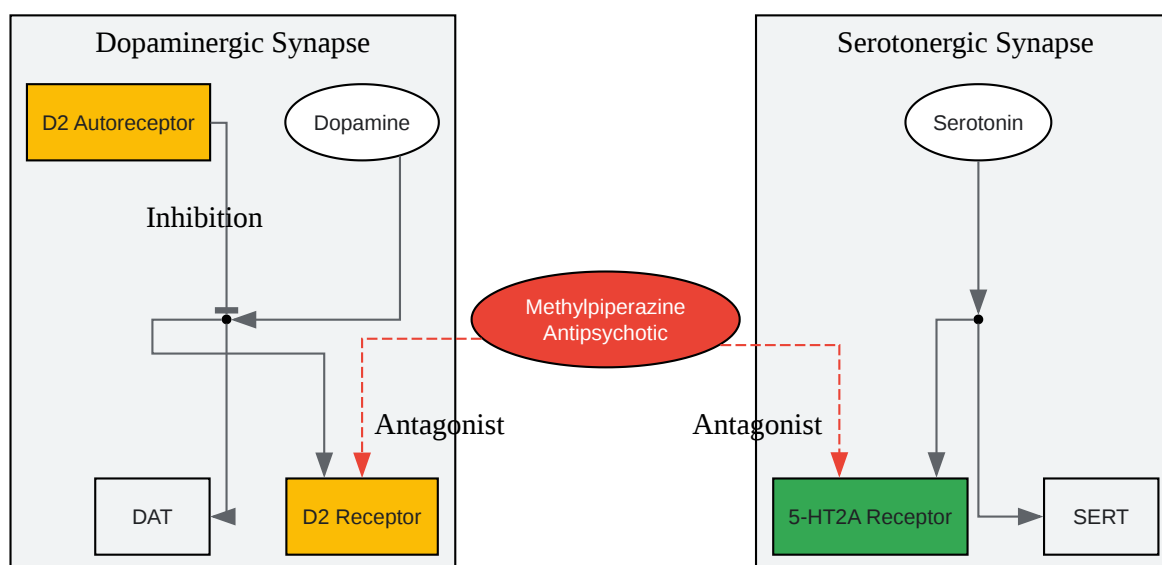 Dopaminergic Synapse
Serotonergic Synapse
D2 Autoreceptor
Dopamine
Serotonin
Inhibition
Methylpiperazine
Antipsychotic
Antagonist
Antagonist
DAT
D2 Receptor
5-HT2A Receptor
SERT